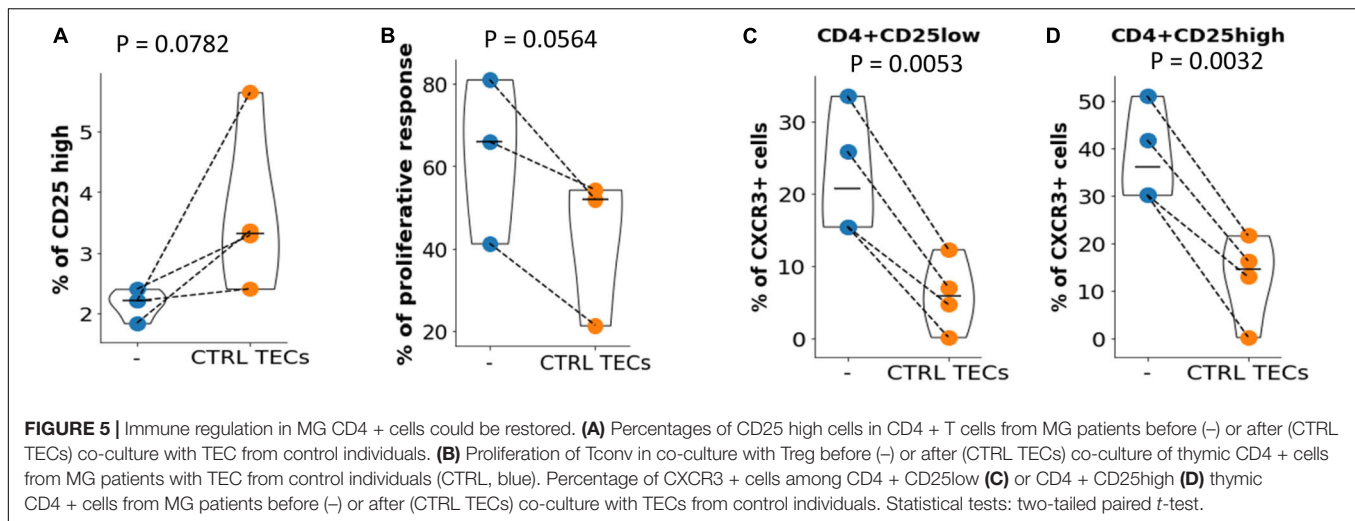 A
P = 0.0782
% of CD25 high
5
4
3
2
-
CTRL TECs
B
P = 0.0564
% of proliferative response
80
60
40
20
-
CTRL TECs
C
CD4+CD25low
P = 0.0053
% of CXCR3+ cells
30
20
10
0
-
CTRL TECs
D
CD4+CD25high
P = 0.0032
% of CXCR3+ cells
50
40
30
20
10
0
-
CTRL TECs
FIGURE 5 | Immune regulation in MG CD4 + cells could be restored. (A) Percentages of CD25 high cells in CD4 + T cells from MG patients before (–) or after (CTRL
TECs) co-culture with TEC from control individuals. (B) Proliferation of Tconv in co-culture with Treg before (–) or after (CTRL TECs) co-culture of thymic CD4 + cells
from MG patients with TEC from control individuals (CTRL, blue). Percentage of CXCR3 + cells among CD4 + CD25low (C) or CD4 + CD25high (D) thymic
CD4 + cells from MG patients before (–) or after (CTRL TECs) co-culture with TECs from control individuals. Statistical tests: two-tailed paired t-test.